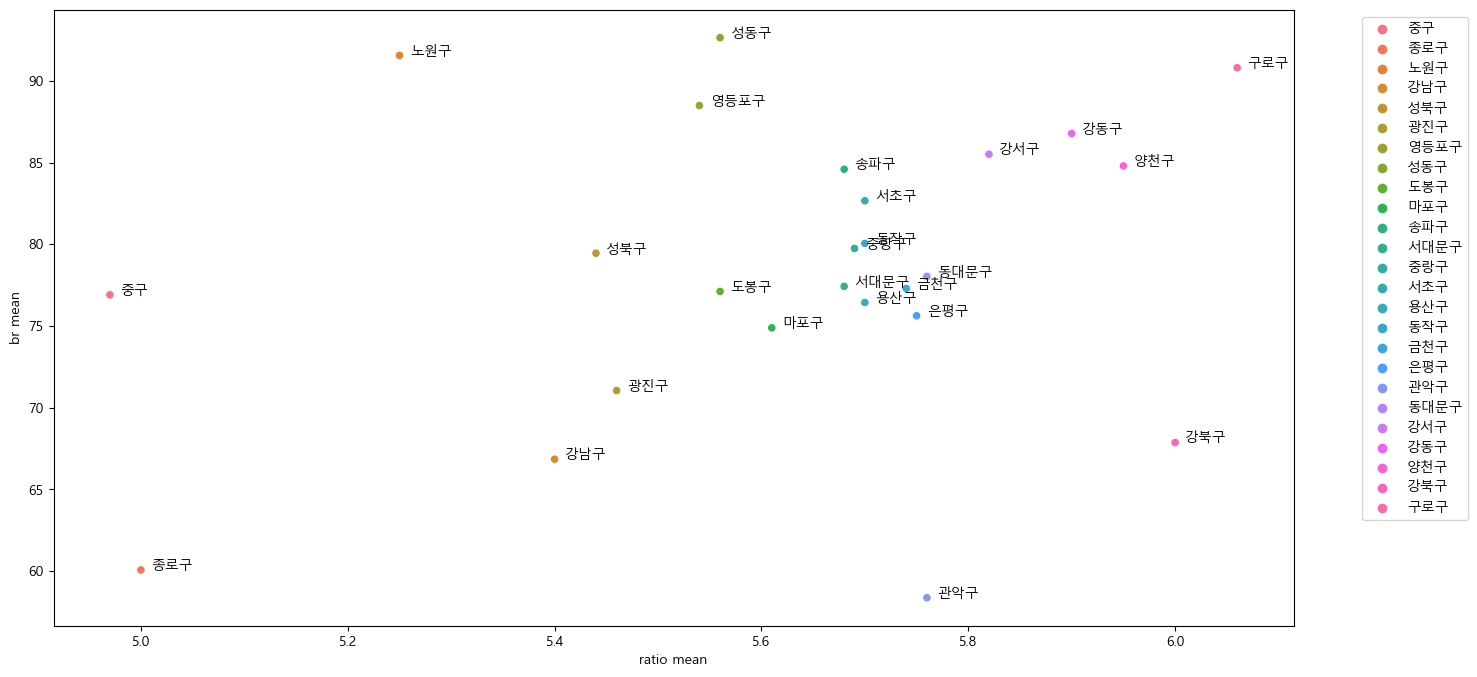 성동구
노원구
구로구
영등포구
강동구
강서구
양천구
송파구
서초구
동작구
중랑구
성북구
동대문구
서대문구
금천구
도봉구
중구
용산구
은평구
마포구
광진구
강남구
강북구
종로구
관악구
90
85
80
75
70
65
60
br mean
5.0
5.2
5.4
5.6
5.8
6.0
ratio mean
중구
종로구
노원구
강남구
성북구
광진구
영등포구
성동구
도봉구
마포구
송파구
서대문구
중랑구
서초구
용산구
동작구
금천구
은평구
관악구
동대문구
강서구
강동구
양천구
강북구
구로구